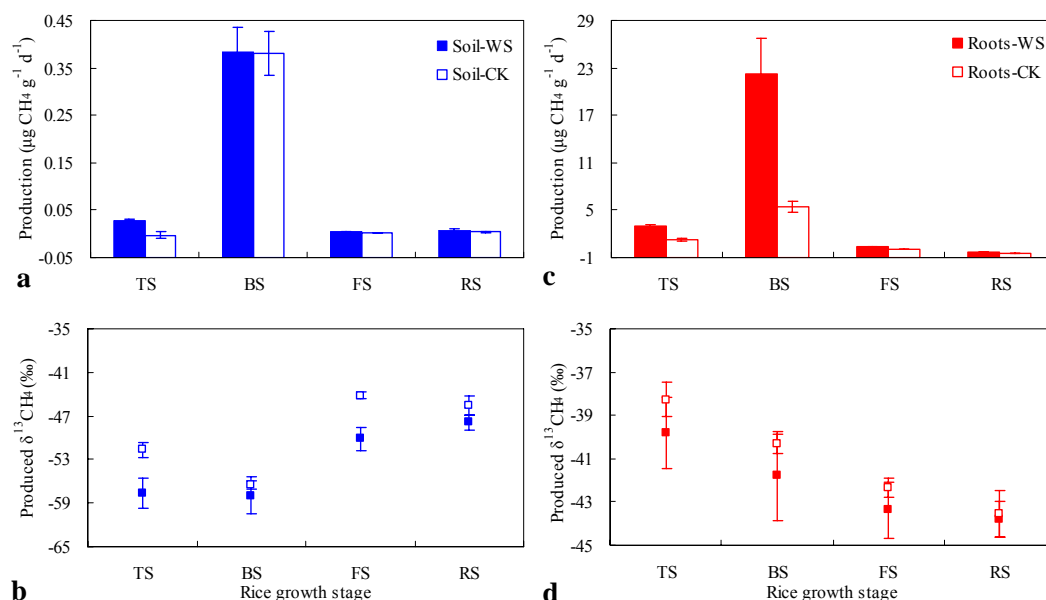 Production (μg CH4 g-1 d-1)
0.45
0.35
0.25
0.15
0.05
-0.05
Soil-WS
Soil-CK
TS BS FS RS
a
Production (μg CH4 g-1 d-1)
29
23
17
11
5
-1
Roots-WS
Roots-CK
TS BS FS RS
c
Produced δ13CH4 (‰)
-35
-41
-47
-53
-59
-65
TS BS FS RS
Rice growth stage
b
Produced δ13CH4 (‰)
-35
-37
-39
-41
-43
-45
TS BS FS RS
Rice growth stage
d